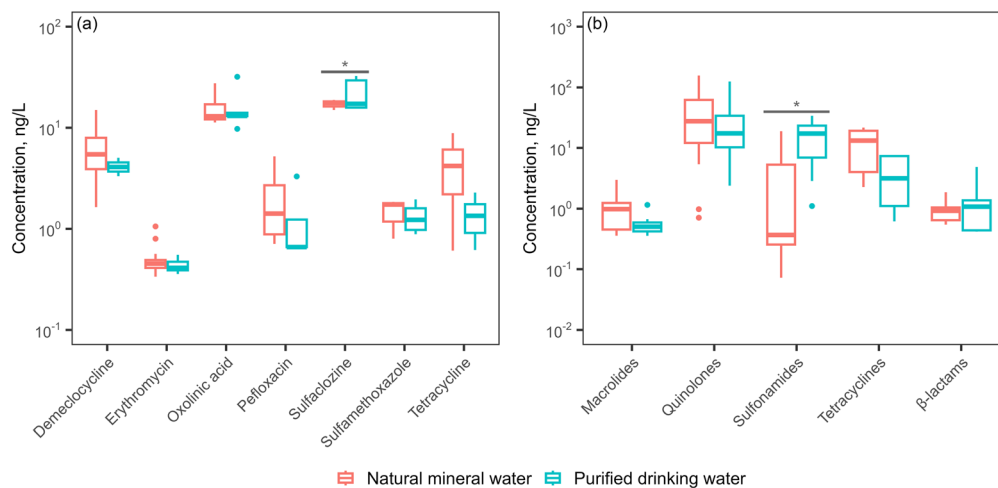 (a)
*
Concentration, ng/L
10²
10¹
10⁰
10⁻¹
Demeclocycline
Erythromycin
Oxolinic acid
Pefloxacin
Sulfaclozine
Sulfamethoxazole
Tetracycline
(b)
*
Concentration, ng/L
10³
10²
10¹
10⁰
10⁻¹
10⁻²
Macrolides
Quinolones
Sulfonamides
Tetracyclines
β-lactams
Natural mineral water Purified drinking water